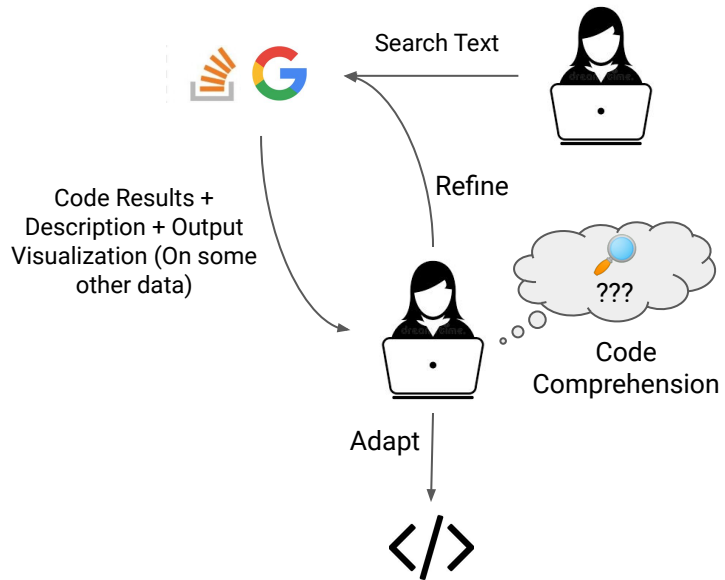 Search Text
Refine
Code Results +
Description + Output
Visualization (On some
other data)
???
Code
Comprehension
Adapt
</>